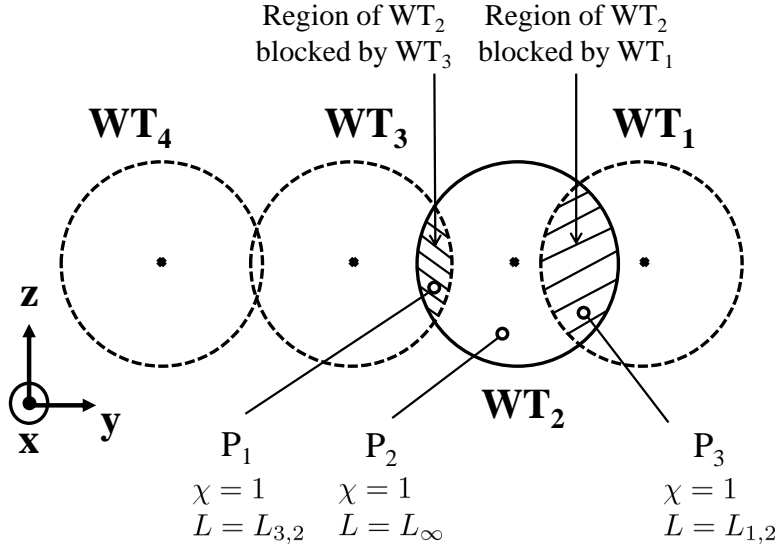 Region of WT₂
blocked by WT₃
Region of WT₂
blocked by WT₁
WT₄
WT₃
WT₁
z
y
x
WT₂
P₁
χ = 1
L = L₃,₂
P₂
χ = 1
L = L∞
P₃
χ = 1
L = L₁,₂